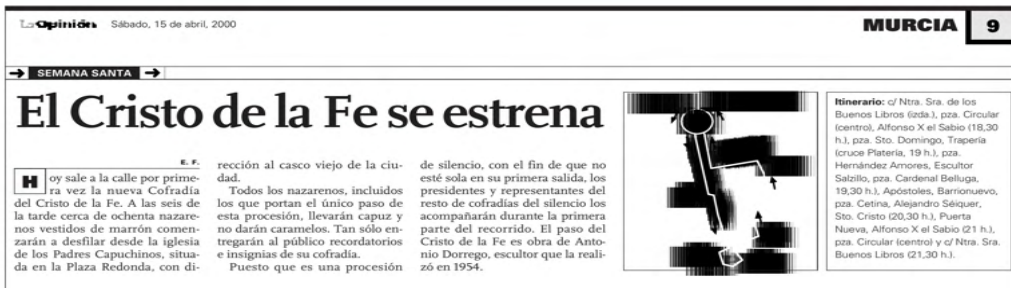 La Opinión Sábado, 15 de abril, 2000
MURCIA 9
SEMANA SANTA
El Cristo de la Fe se estrena
E. F.
Hoy sale a la calle por prime-
ra vez la nueva Cofradía
del Cristo de la Fe. A las seis de
la tarde cerca de ochenta nazare-
nos vestidos de marrón comen-
zarán a desfilar desde la iglesia
de los Padres Capuchinos, situa-
da en la Plaza Redonda, con di-
rección al casco viejo de la ciu-
dad.
Todos los nazarenos, incluidos
los que portan el único paso de
esta procesión, llevarán capuz y
no darán caramelos. Tan sólo en-
tregarán al público recordatorios
e insignias de su cofradía.
Puesto que es una procesión
de silencio, con el fin de que no
esté sola en su primera salida, los
presidentes y representantes del
resto de cofradías del silencio los
acompañarán durante la primera
parte del recorrido. El paso del
Cristo de la Fe es obra de Anto-
nio Dorrego, escultor que la reali-
zó en 1954.
Itinerario: c/ Ntra. Sra. de los
Buenos Libros (izda.), pza. Circular
(centro), Alfonso X el Sabio (18,30
h.), pza. Sto. Domingo, Trapería
(cruce Platería, 19 h.), pza.
Hernández Amores, Escultor
Salzillo, pza. Cardenal Belluga,
19,30 h.), Apóstoles, Barrionuevo,
pza. Cetina, Alejandro Séiquer,
Sto. Cristo (20,30 h.), Puerta
Nueva, Alfonso X el Sabio (21 h.),
pza. Circular (centro) y c/ Ntra. Sra.
Buenos Libros (21,30 h.).